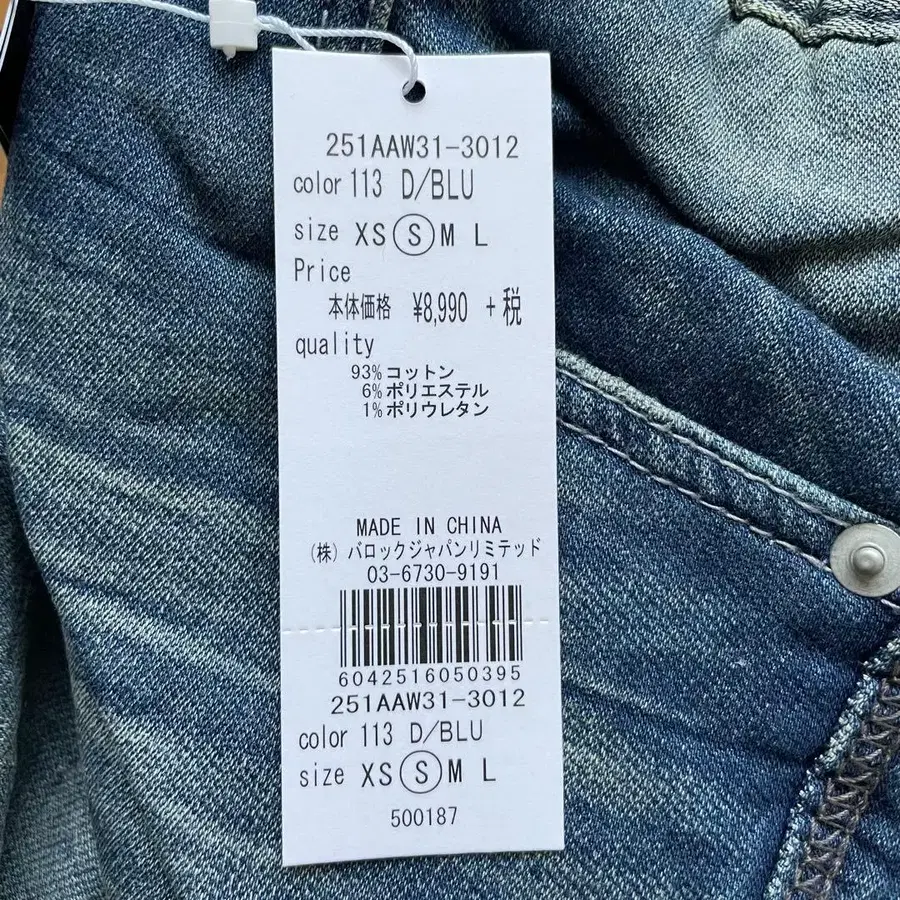 251AAW31-3012
color 113 D/BLU
size XS S M L
Price
本体価格 ¥8,990 +税
quality
93%コットン
6%ポリエステル
1%ポリウレタン
MADE IN CHINA
(株)バロックジャパンリミテッド
03-6730-9191
6042516050395
251AAW31-3012
color 113 D/BLU
size XS S M L
500187